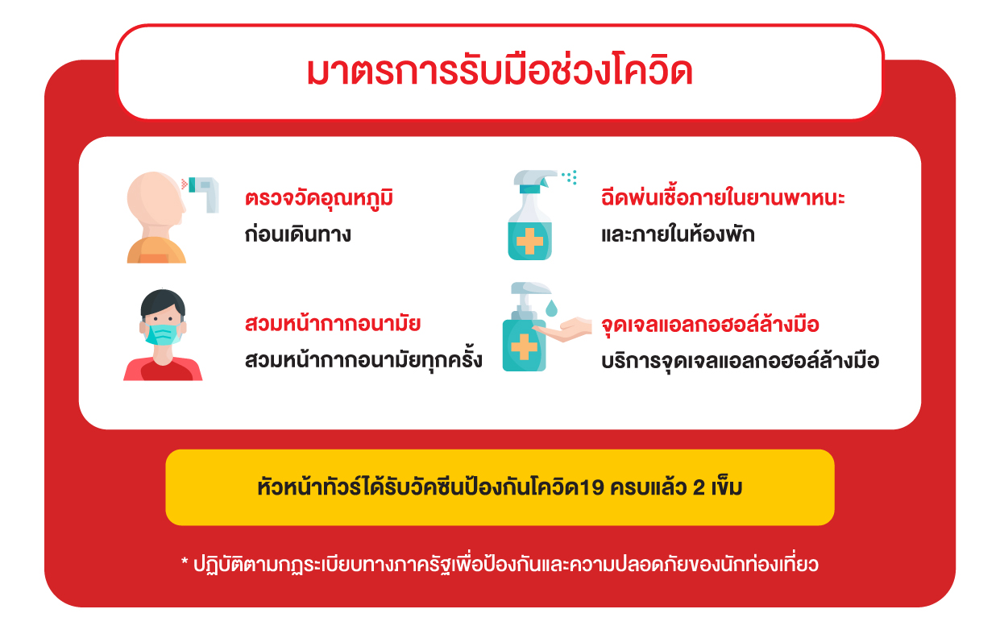 มาตรการรับมือช่วงโควิด
ตรวจวัดอุณหภูมิ
ก่อนเดินทาง
ฉีดพ่นเชื้อภายในยานพาหนะ
และภายในห้องพัก
สวมหน้ากากอนามัย
สวมหน้ากากอนามัยทุกครั้ง
จุดเจลแอลกอฮอล์ล้างมือ
บริการจุดเจลแอลกอฮอล์ล้างมือ
หัวหน้าทัวร์ได้รับวัคซีนป้องกันโควิด19 ครบแล้ว 2 เข็ม
* ปฏิบัติตามกฏระเบียบทางภาครัฐเพื่อป้องกันและความปลอดภัยของนักท่องเที่ยว